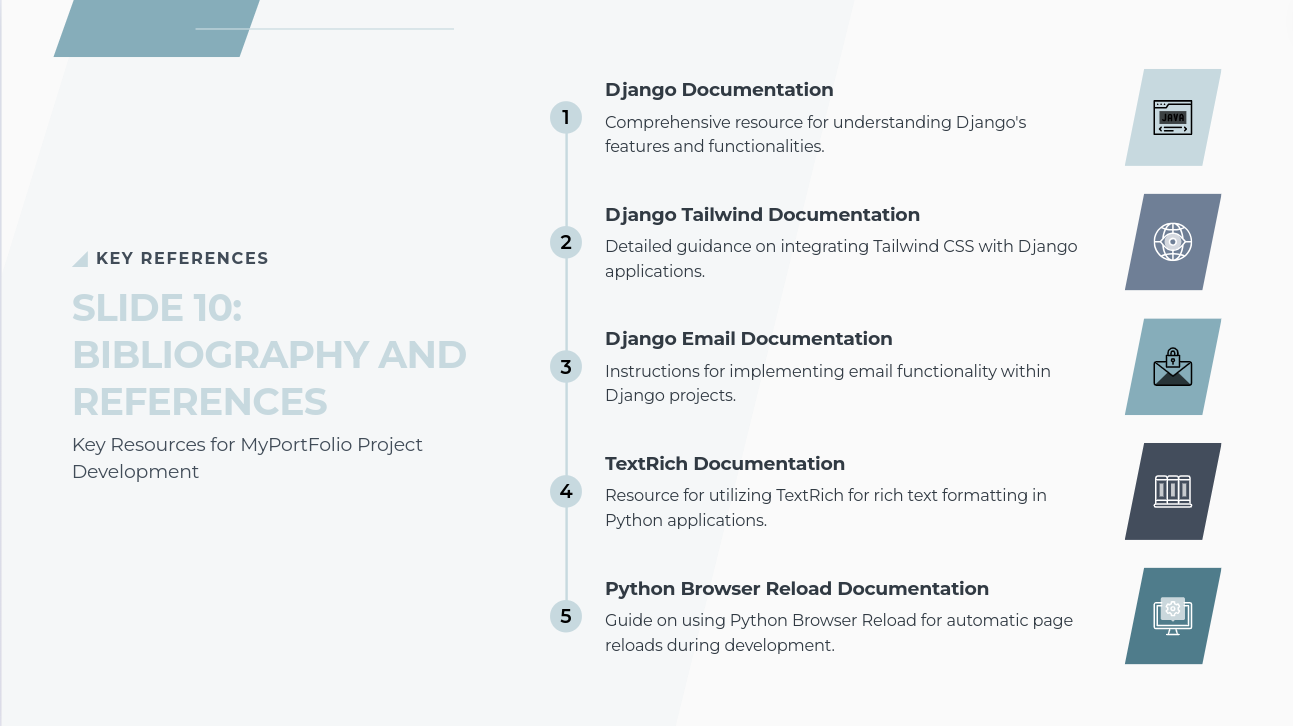 KEY REFERENCES
SLIDE 10:
BIBLIOGRAPHY AND
REFERENCES
Key Resources for MyPortFolio Project
Development
1
Django Documentation
Comprehensive resource for understanding Django's
features and functionalities.
JAVA
2
Django Tailwind Documentation
Detailed guidance on integrating Tailwind CSS with Django
applications.
3
Django Email Documentation
Instructions for implementing email functionality within
Django projects.
4
TextRich Documentation
Resource for utilizing TextRich for rich text formatting in
Python applications.
5
Python Browser Reload Documentation
Guide on using Python Browser Reload for automatic page
reloads during development.